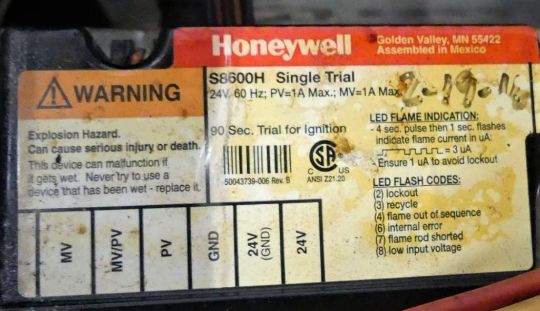 Honeywell
Golden Valley, MN 55422
Assembled in Mexico
S8600H Single Trial
24V, 60 Hz; PV=1A Max.; MV=1A Max.
WARNING
90 Sec. Trial for Ignition
Explosion Hazard.
Can cause serious injury or death.
This device can malfunction if
it gets wet. Never try to use a
device that has been wet - replace it.
50043739-006 Rev. B
C US
ANSI Z21.20
LED FLAME INDICATION:
- 4 sec. pulse then 1 sec. flashes
indicate flame current in uA:
= 3 uA
- Ensure 1 uA to avoid lockout
LED FLASH CODES:
(2) lockout
(3) recycle
(4) flame out of sequence
(6) internal error
(7) flame rod shorted
(8) low input voltage
MV
MV/PV
PV
GND
24V
(GND)
24V